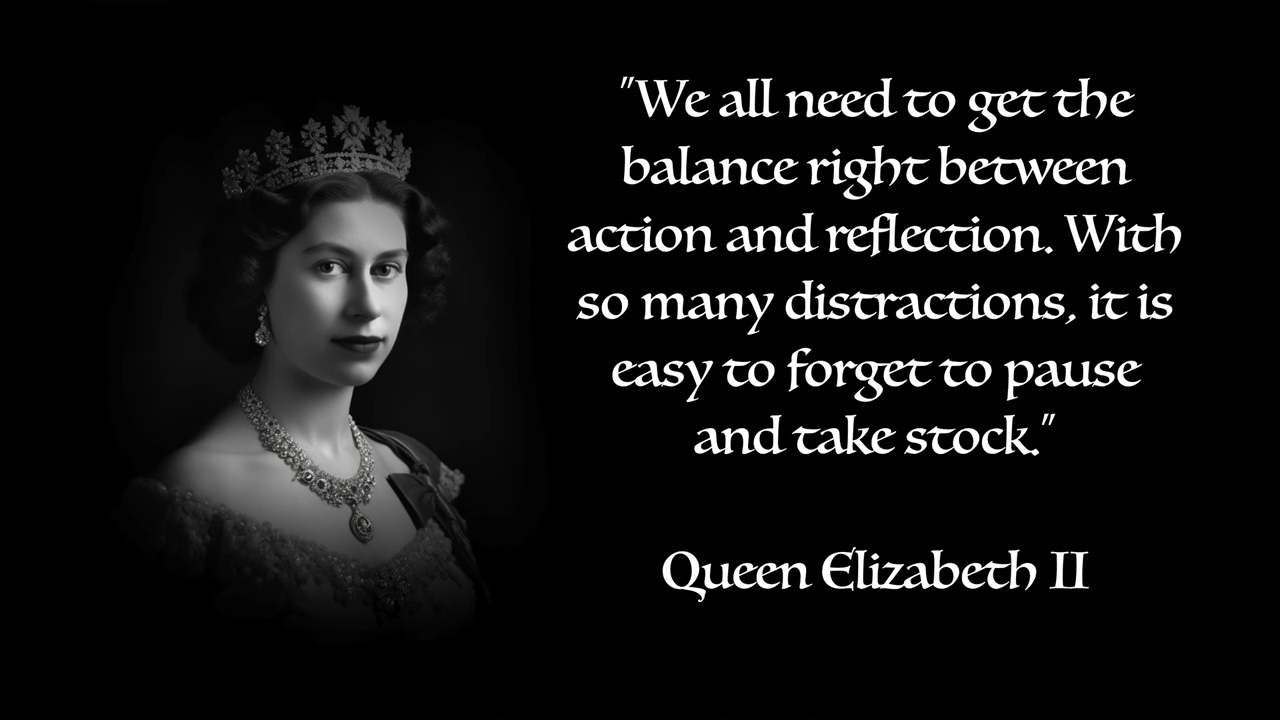 "We all need to get the
balance right between
action and reflection. With
so many distractions, it is
easy to forget to pause
and take stock."
Queen Elizabeth II